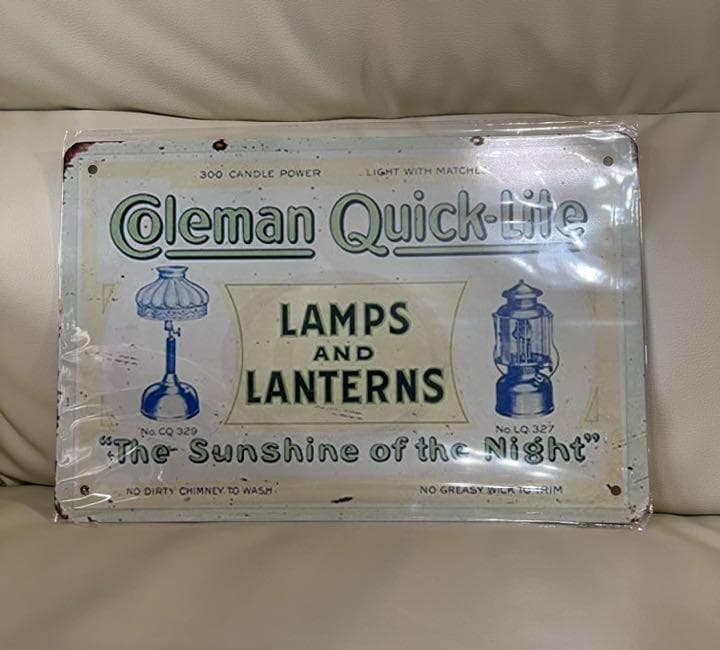 300 CANDLE POWER LIGHT WITH MATCHES
Coleman Quick-Lite
LAMPS
AND
LANTERNS
No. CQ 329 No. LQ. 327
"The Sunshine of the Night"
NO DIRTY CHIMNEY TO WASH NO GREASY WICK TO TRIM